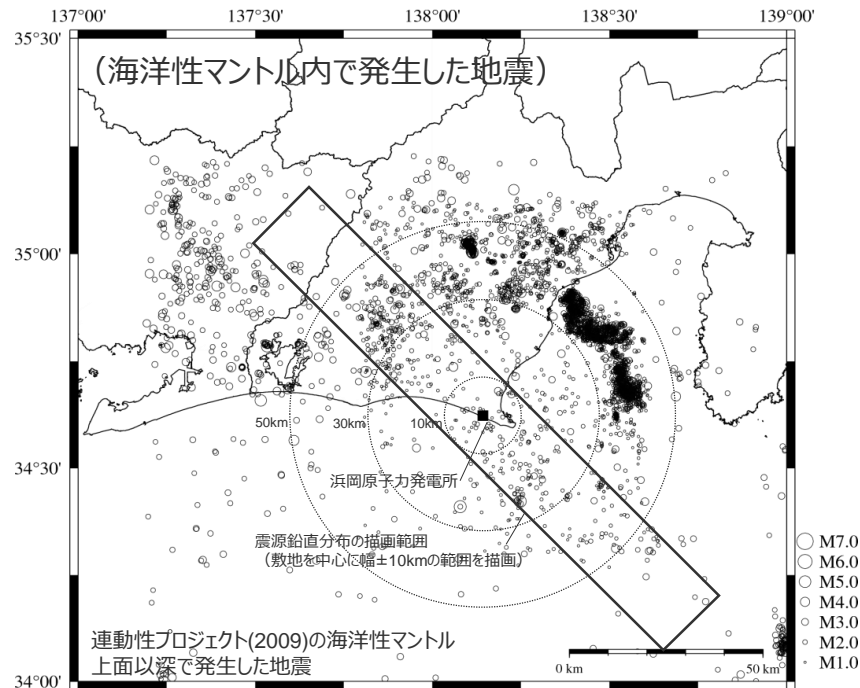 137°00' 137°30' 138°00' 138°30' 139°00'
35°30'
（海洋性マントル内で発生した地震）
35°00'
50km 30km 10km
34°30'
浜岡原子力発電所
震源鉛直分布の描画範囲
（敷地を中心に幅±10kmの範囲を描画）
M7.0
M6.0
M5.0
M4.0
M3.0
M2.0
M1.0
連動性プロジェクト(2009)の海洋性マントル
上面以深で発生した地震
0 km 50 km
34°00'